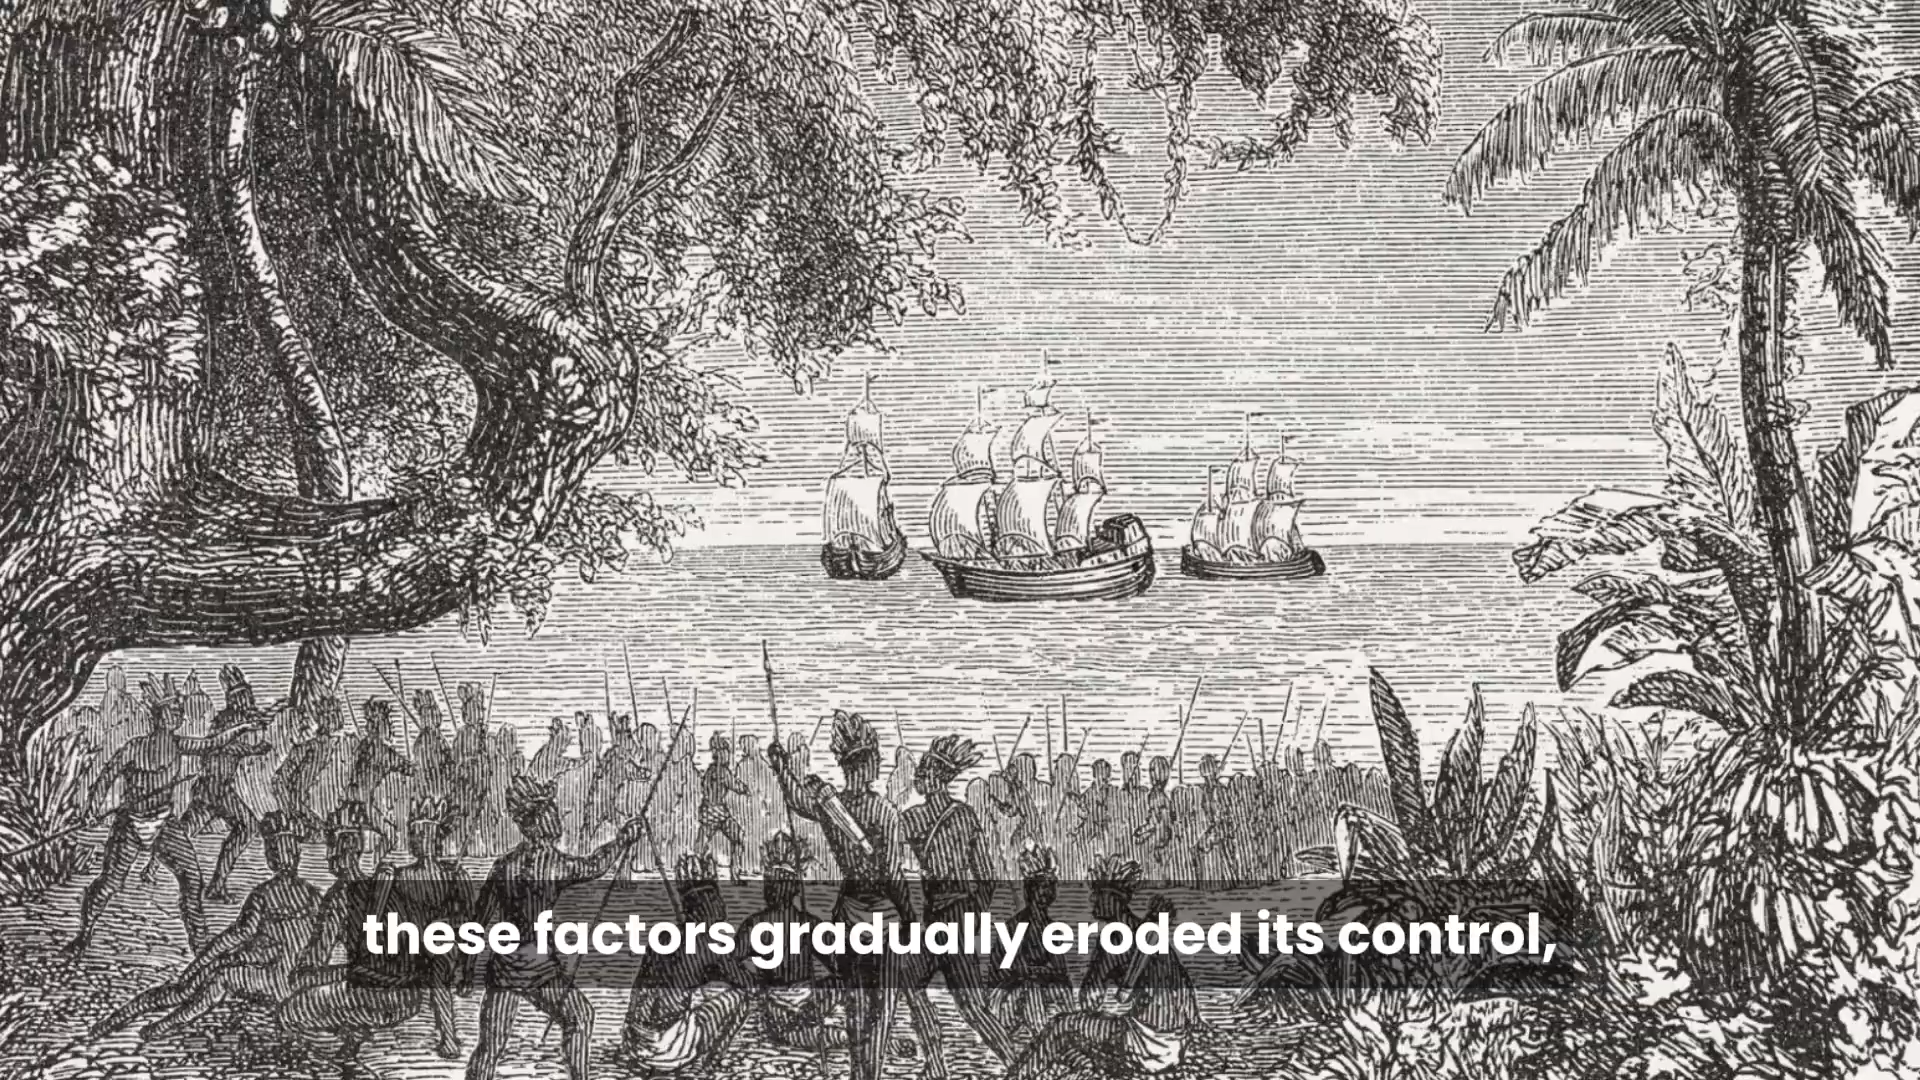 these factors gradually eroded its control,